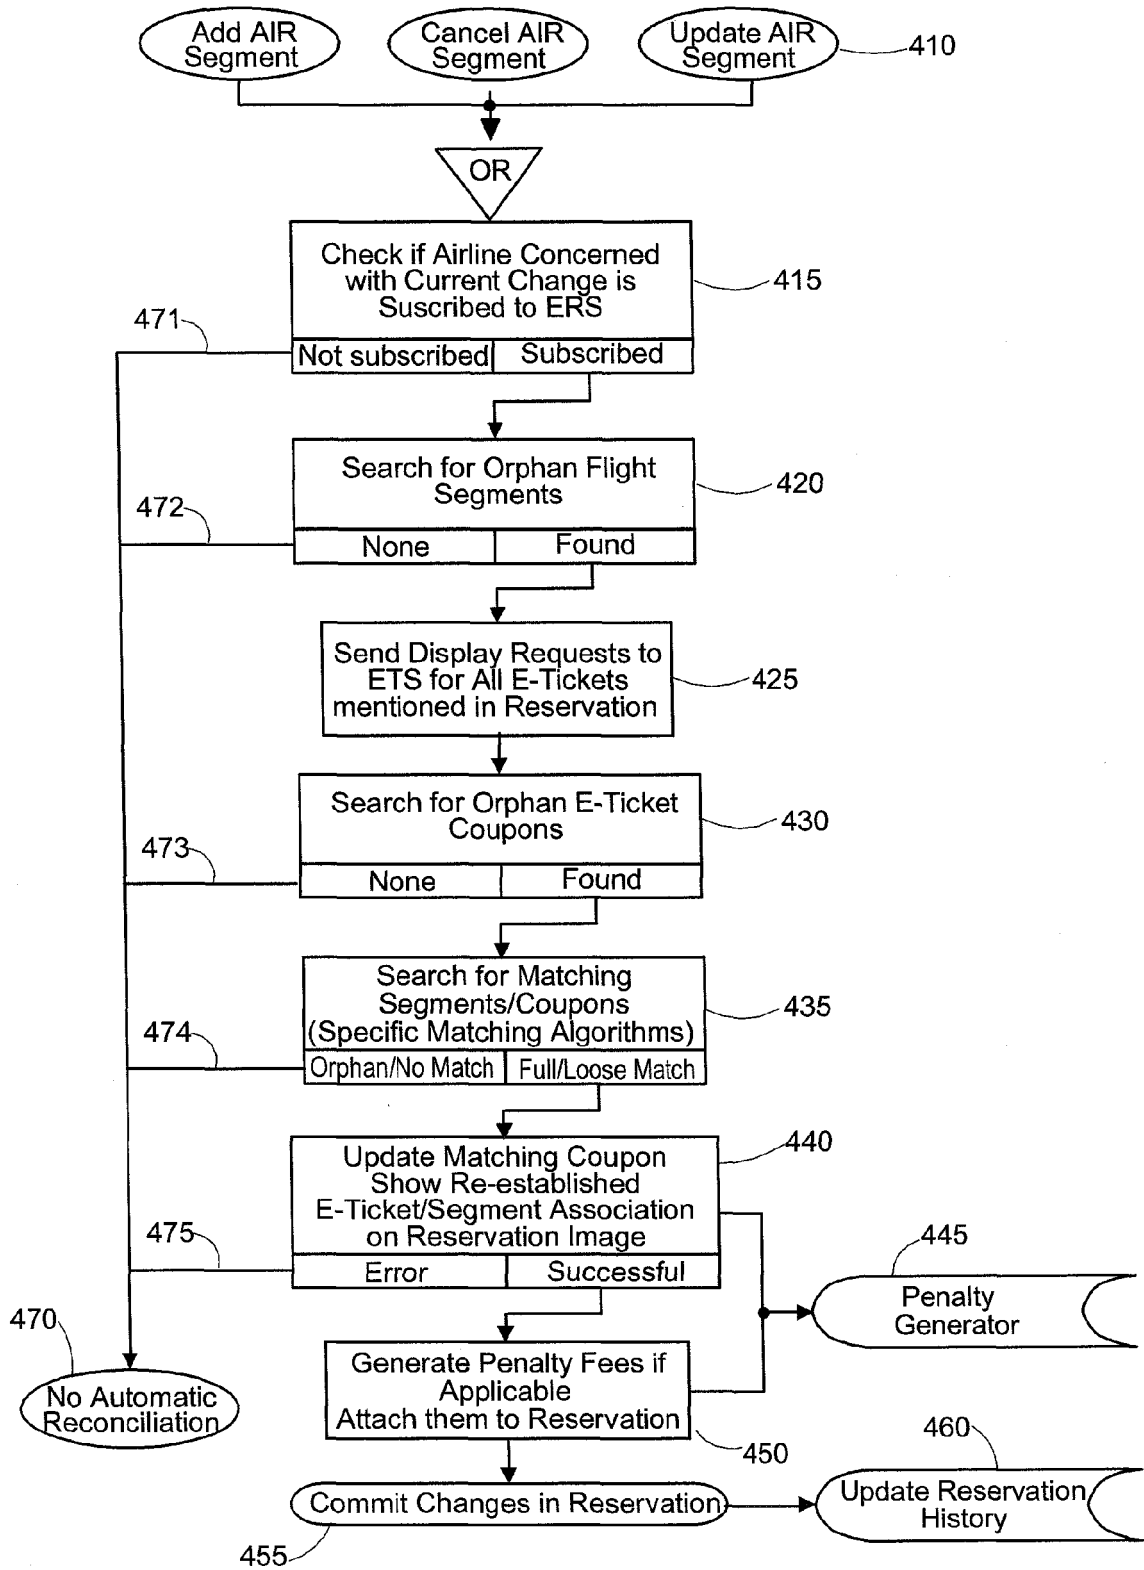 Add AIR
Segment
Cancel AIR
Segment
Update AIR
Segment
410
OR
Check if Airline Concerned
with Current Change is
Suscribed to ERS
415
471
Not subscribed
Subscribed
Search for Orphan Flight
Segments
420
472
None
Found
Send Display Requests to
ETS for All E-Tickets
mentioned in Reservation
425
Search for Orphan E-Ticket
Coupons
430
473
None
Found
Search for Matching
Segments/Coupons
(Specific Matching Algorithms)
435
474
Orphan/No Match
Full/Loose Match
Update Matching Coupon
Show Re-established
E-Ticket/Segment Association
on Reservation Image
440
475
Error
Successful
445
Penalty
Generator
470
No Automatic
Reconciliation
Generate Penalty Fees if
Applicable
Attach them to Reservation
450
460
Commit Changes in Reservation
455
Update Reservation
History